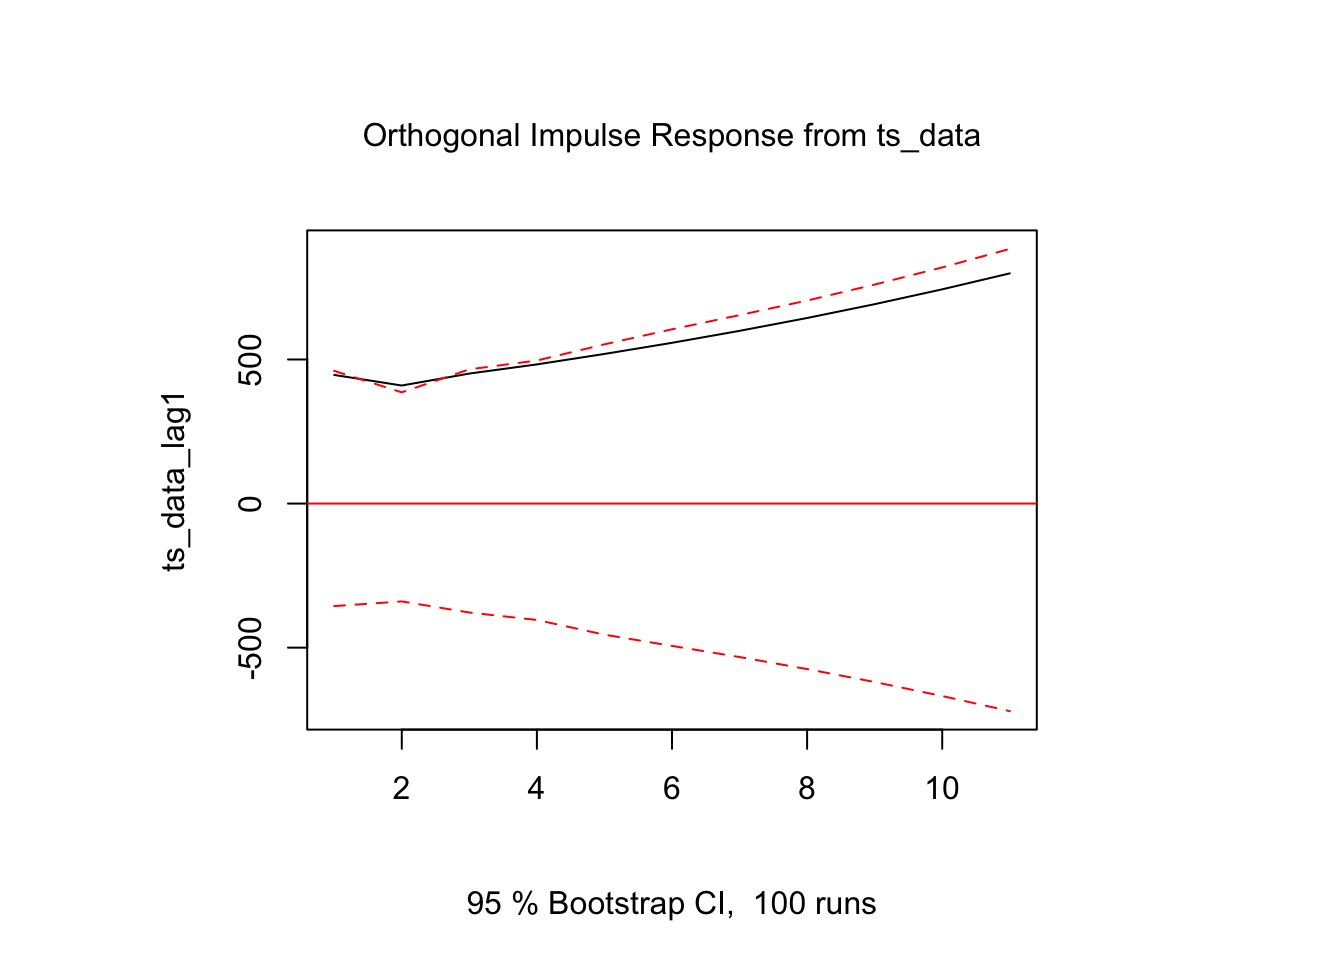 Orthogonal Impulse Response from ts_data
ts_data_lag1
500
0
-500
2 4 6 8 10
95 % Bootstrap CI,  100 runs